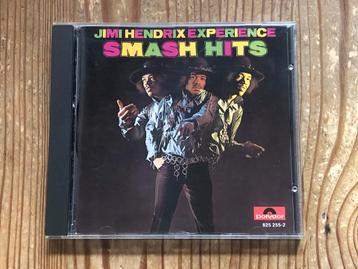 JIMI HENDRIX EXPERIENCE
SMASH HITS
polydor
825 255-2